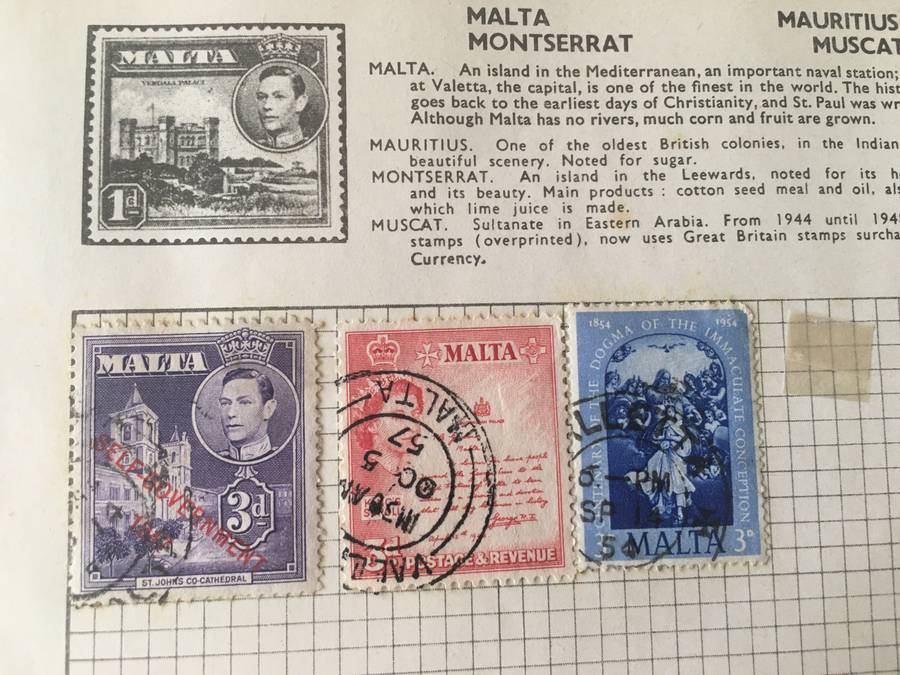 MALTA
MONTSERRAT
MAURITIUS
MUSCAT
MALTA
VERDALA PALACE
1d
MALTA. An island in the Mediterranean, an important naval station;
at Valetta, the capital, is one of the finest in the world. The hist
goes back to the earliest days of Christianity, and St. Paul was wr
Although Malta has no rivers, much corn and fruit are grown.
MAURITIUS. One of the oldest British colonies, in the Indian
beautiful scenery. Noted for sugar.
MONTSERRAT. An island in the Leewards, noted for its h
and its beauty. Main products : cotton seed meal and oil, als
which lime juice is made.
MUSCAT. Sultanate in Eastern Arabia. From 1944 until 194
stamps (overprinted), now uses Great Britain stamps surcha
Currency.
MALTA
SELF-GOVERNMENT
3d
ST. JOHN'S CO-CATHEDRAL
MALTA
POSTAGE & REVENUE
MALTA
OC 5
57
1854 1954
OF THE DOGMA OF THE IMMACULATE CONCEPTION
MALTA 3D
PM
SP 14
54